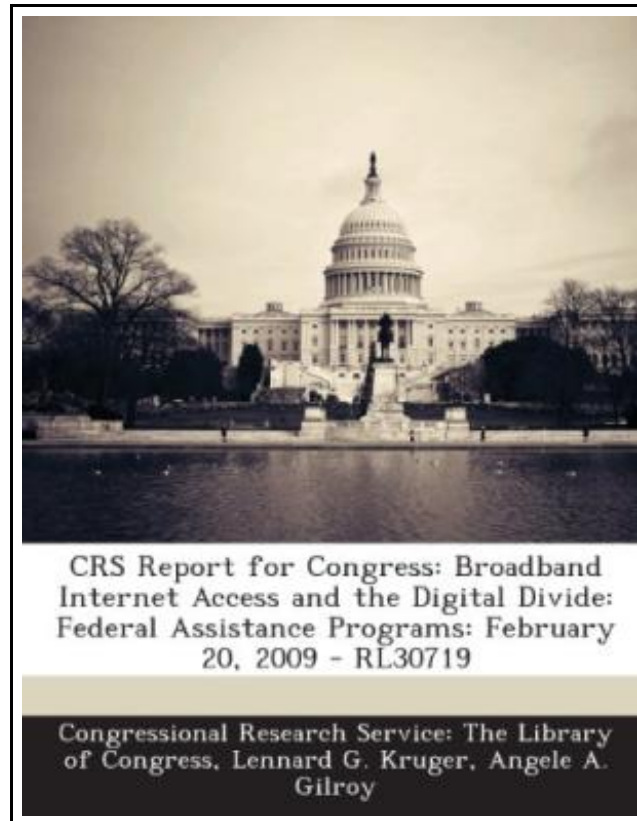 CRS Report for Congress: Broadband
Internet Access and the Digital Divide:
Federal Assistance Programs: February
20, 2009 - RL30719
Congressional Research Service: The Library
of Congress, Lennard G. Kruger, Angele A.
Gilroy